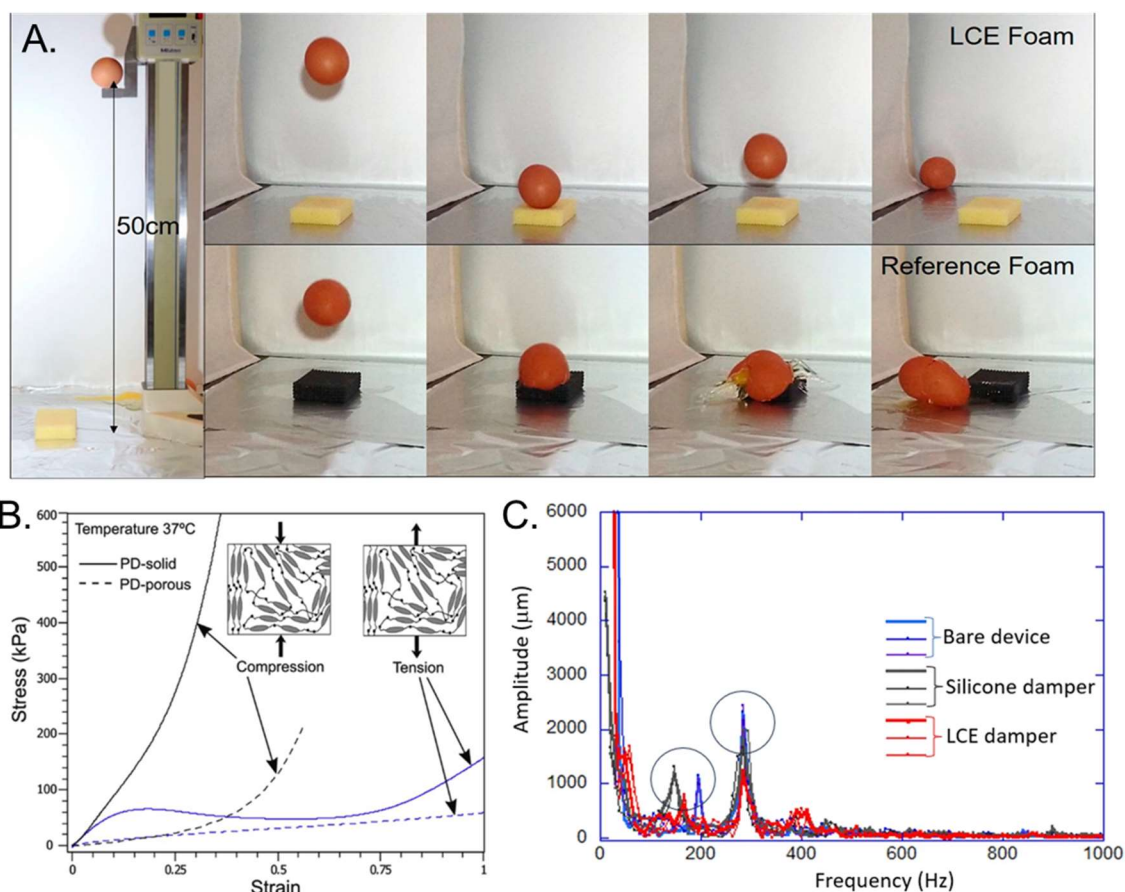 A.
50cm
LCE Foam
Reference Foam
B.
Temperature 37ºC
PD-solid
PD-porous
Compression
Tension
Stress (kPa)
600
500
400
300
200
100
0
0
0.25
0.5
0.75
1
Strain
C.
Amplitude (μm)
6000
5000
4000
3000
2000
1000
0
Bare device
Silicone damper
LCE damper
0
200
400
600
800
1000
Frequency (Hz)